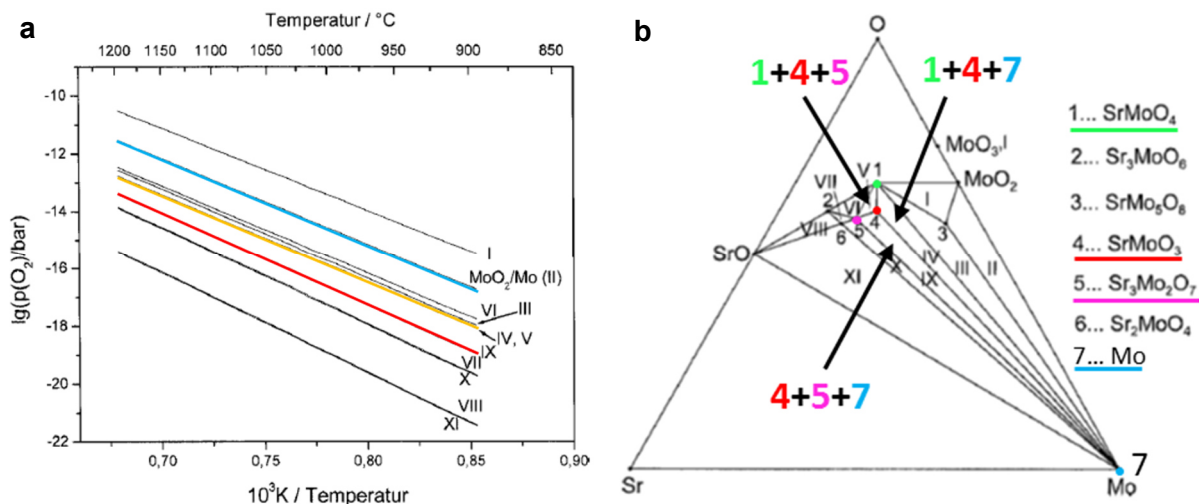 a
Temperatur / °C
1200 1150 1100 1050 1000 950 900 850
lg(p(O₂)/bar)
-10
-12
-14
-16
-18
-20
-22
I
MoO₂/Mo (II)
VI
III
IV, V
IX
VII
X
VIII
XI
0,70 0,75 0,80 0,85 0,90
10³K / Temperatur
b
O
1+4+5
1+4+7
MoO₃,I
MoO₂
V 1
VII
I
2
VI
4
3
5
VIII
6
SrO
IV
III
II
X
IX
XI
4+5+7
Sr
Mo
7
1... SrMoO₄
2... Sr₃MoO₆
3... SrMo₅O₈
4... SrMoO₃
5... Sr₃Mo₂O₇
6... Sr₂MoO₄
7... Mo